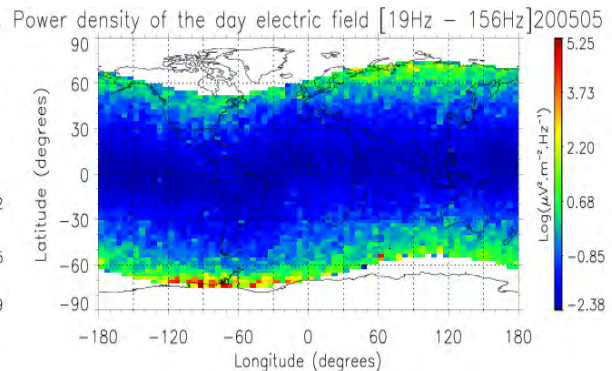 Power density of the day electric field [19Hz – 156Hz]200505
90
60
30
0
−30
−60
−90
Latitude (degrees)
−180 −120 −60 0 60 120 180
Longitude (degrees)
5.25
3.73
2.20
0.68
−0.85
−2.38
Log(μV².m⁻².Hz⁻¹)